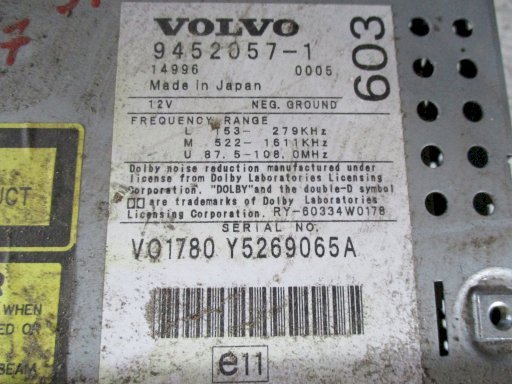 VOLVO
9452057-1
603
14996 0005
Made in Japan
12V NEG. GROUND
FREQUENCY RANGE
L 153- 279KHz
M 522-1611KHz
U 87.5-108.0MHz
Dolby noise reduction manufactured under
license from Dolby Laboratories Licensing
Corporation. "DOLBY" and the double-D symbol
are trademarks of Dolby Laboratories
Licensing Corporation. RY-60334W0178
SERIAL NO.
VO1780 Y5269065A
e11
UCT
WHEN
ED OR
BEAM
7